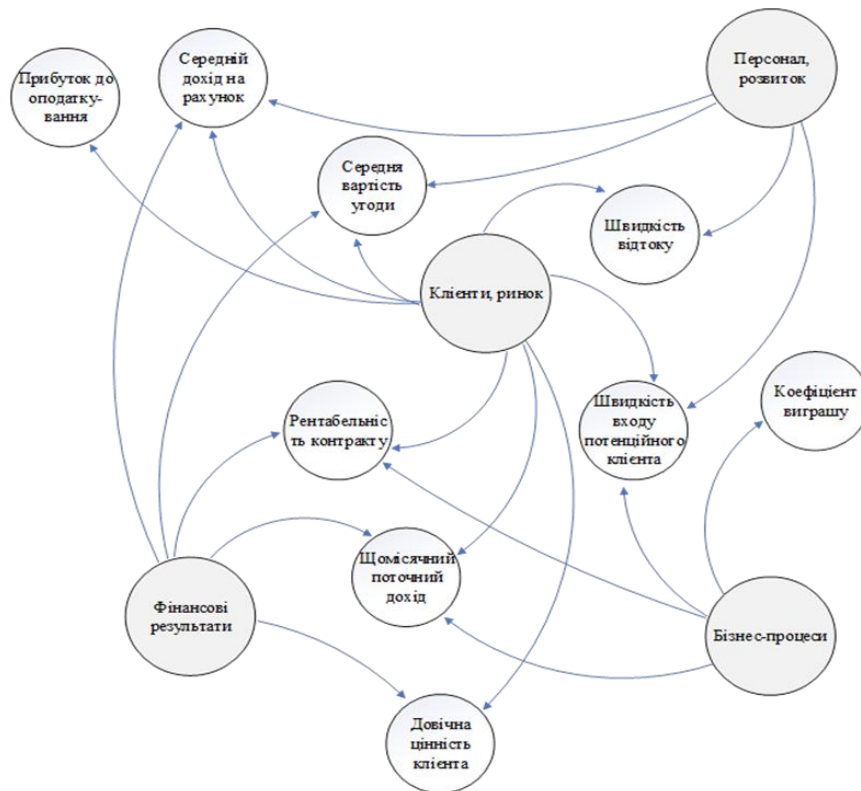 Середній
дохід на
рахунок
Прибуток до
оподатку-
вання
Персонал,
розвиток
Середня
вартість
угоди
Швидкість
відтоку
Клієнти, ринок
Рентабельніс
ть контракту
Швидкість
входу
потенційного
клієнта
Коефіцієнт
виграшу
Щомісячний
поточний
дохід
Фінансові
результати
Бізнес-процеси
Довічна
цінність
клієнта